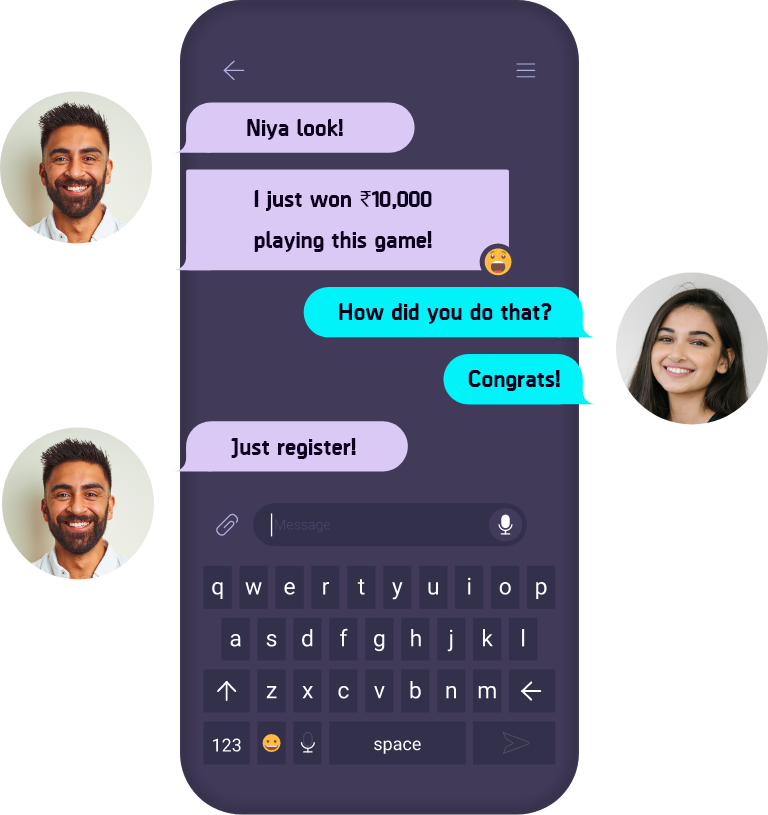 Niya look!
I just won ₹10,000
playing this game!
How did you do that?
Congrats!
Just register!
Message
q w e r t y u i o p
a s d f g h j k l
z x c v b n m
123 space